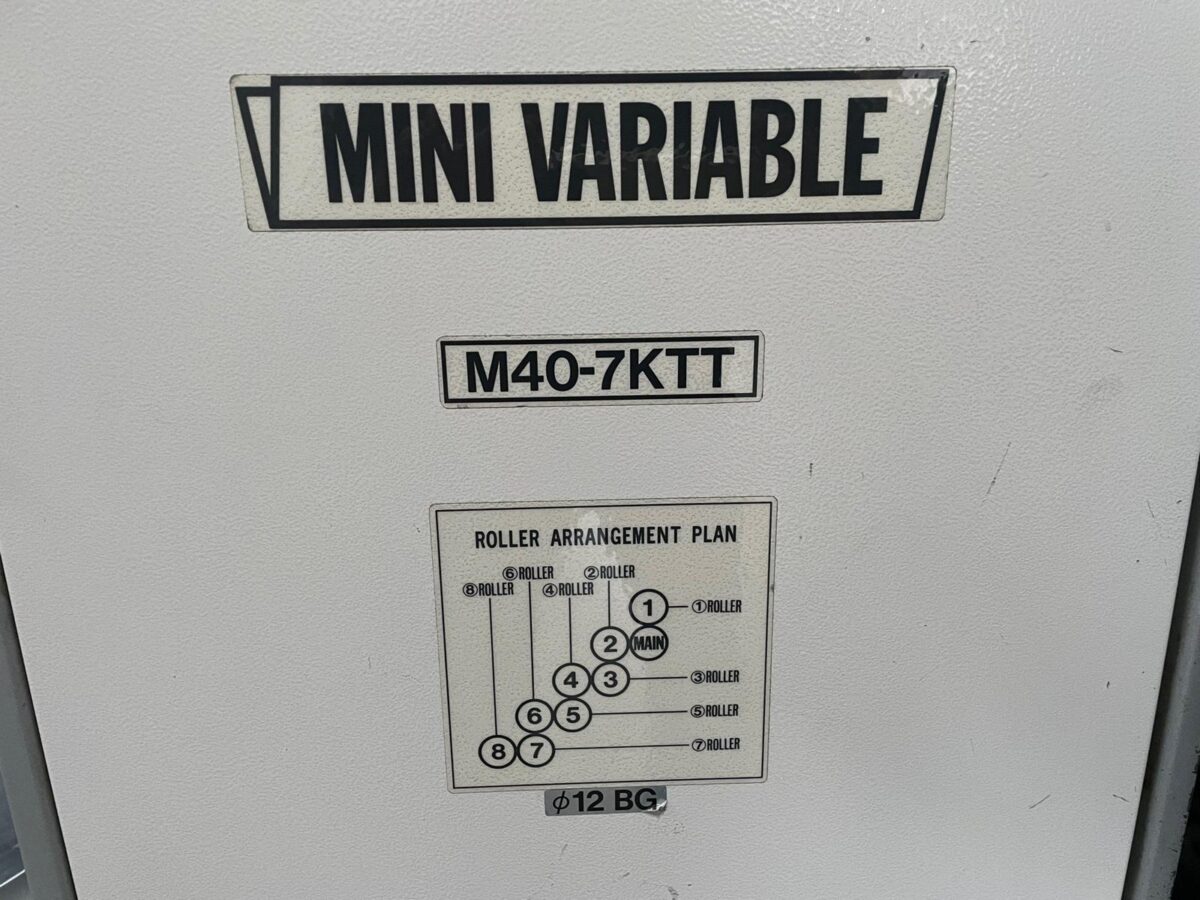 MINI VARIABLE
M40-7KTT
ROLLER ARRANGEMENT PLAN
⑥ROLLER ②ROLLER
⑧ROLLER ④ROLLER
1 ①ROLLER
2 MAIN
4 3 ③ROLLER
6 5 ⑤ROLLER
8 7 ⑦ROLLER
φ12 BG